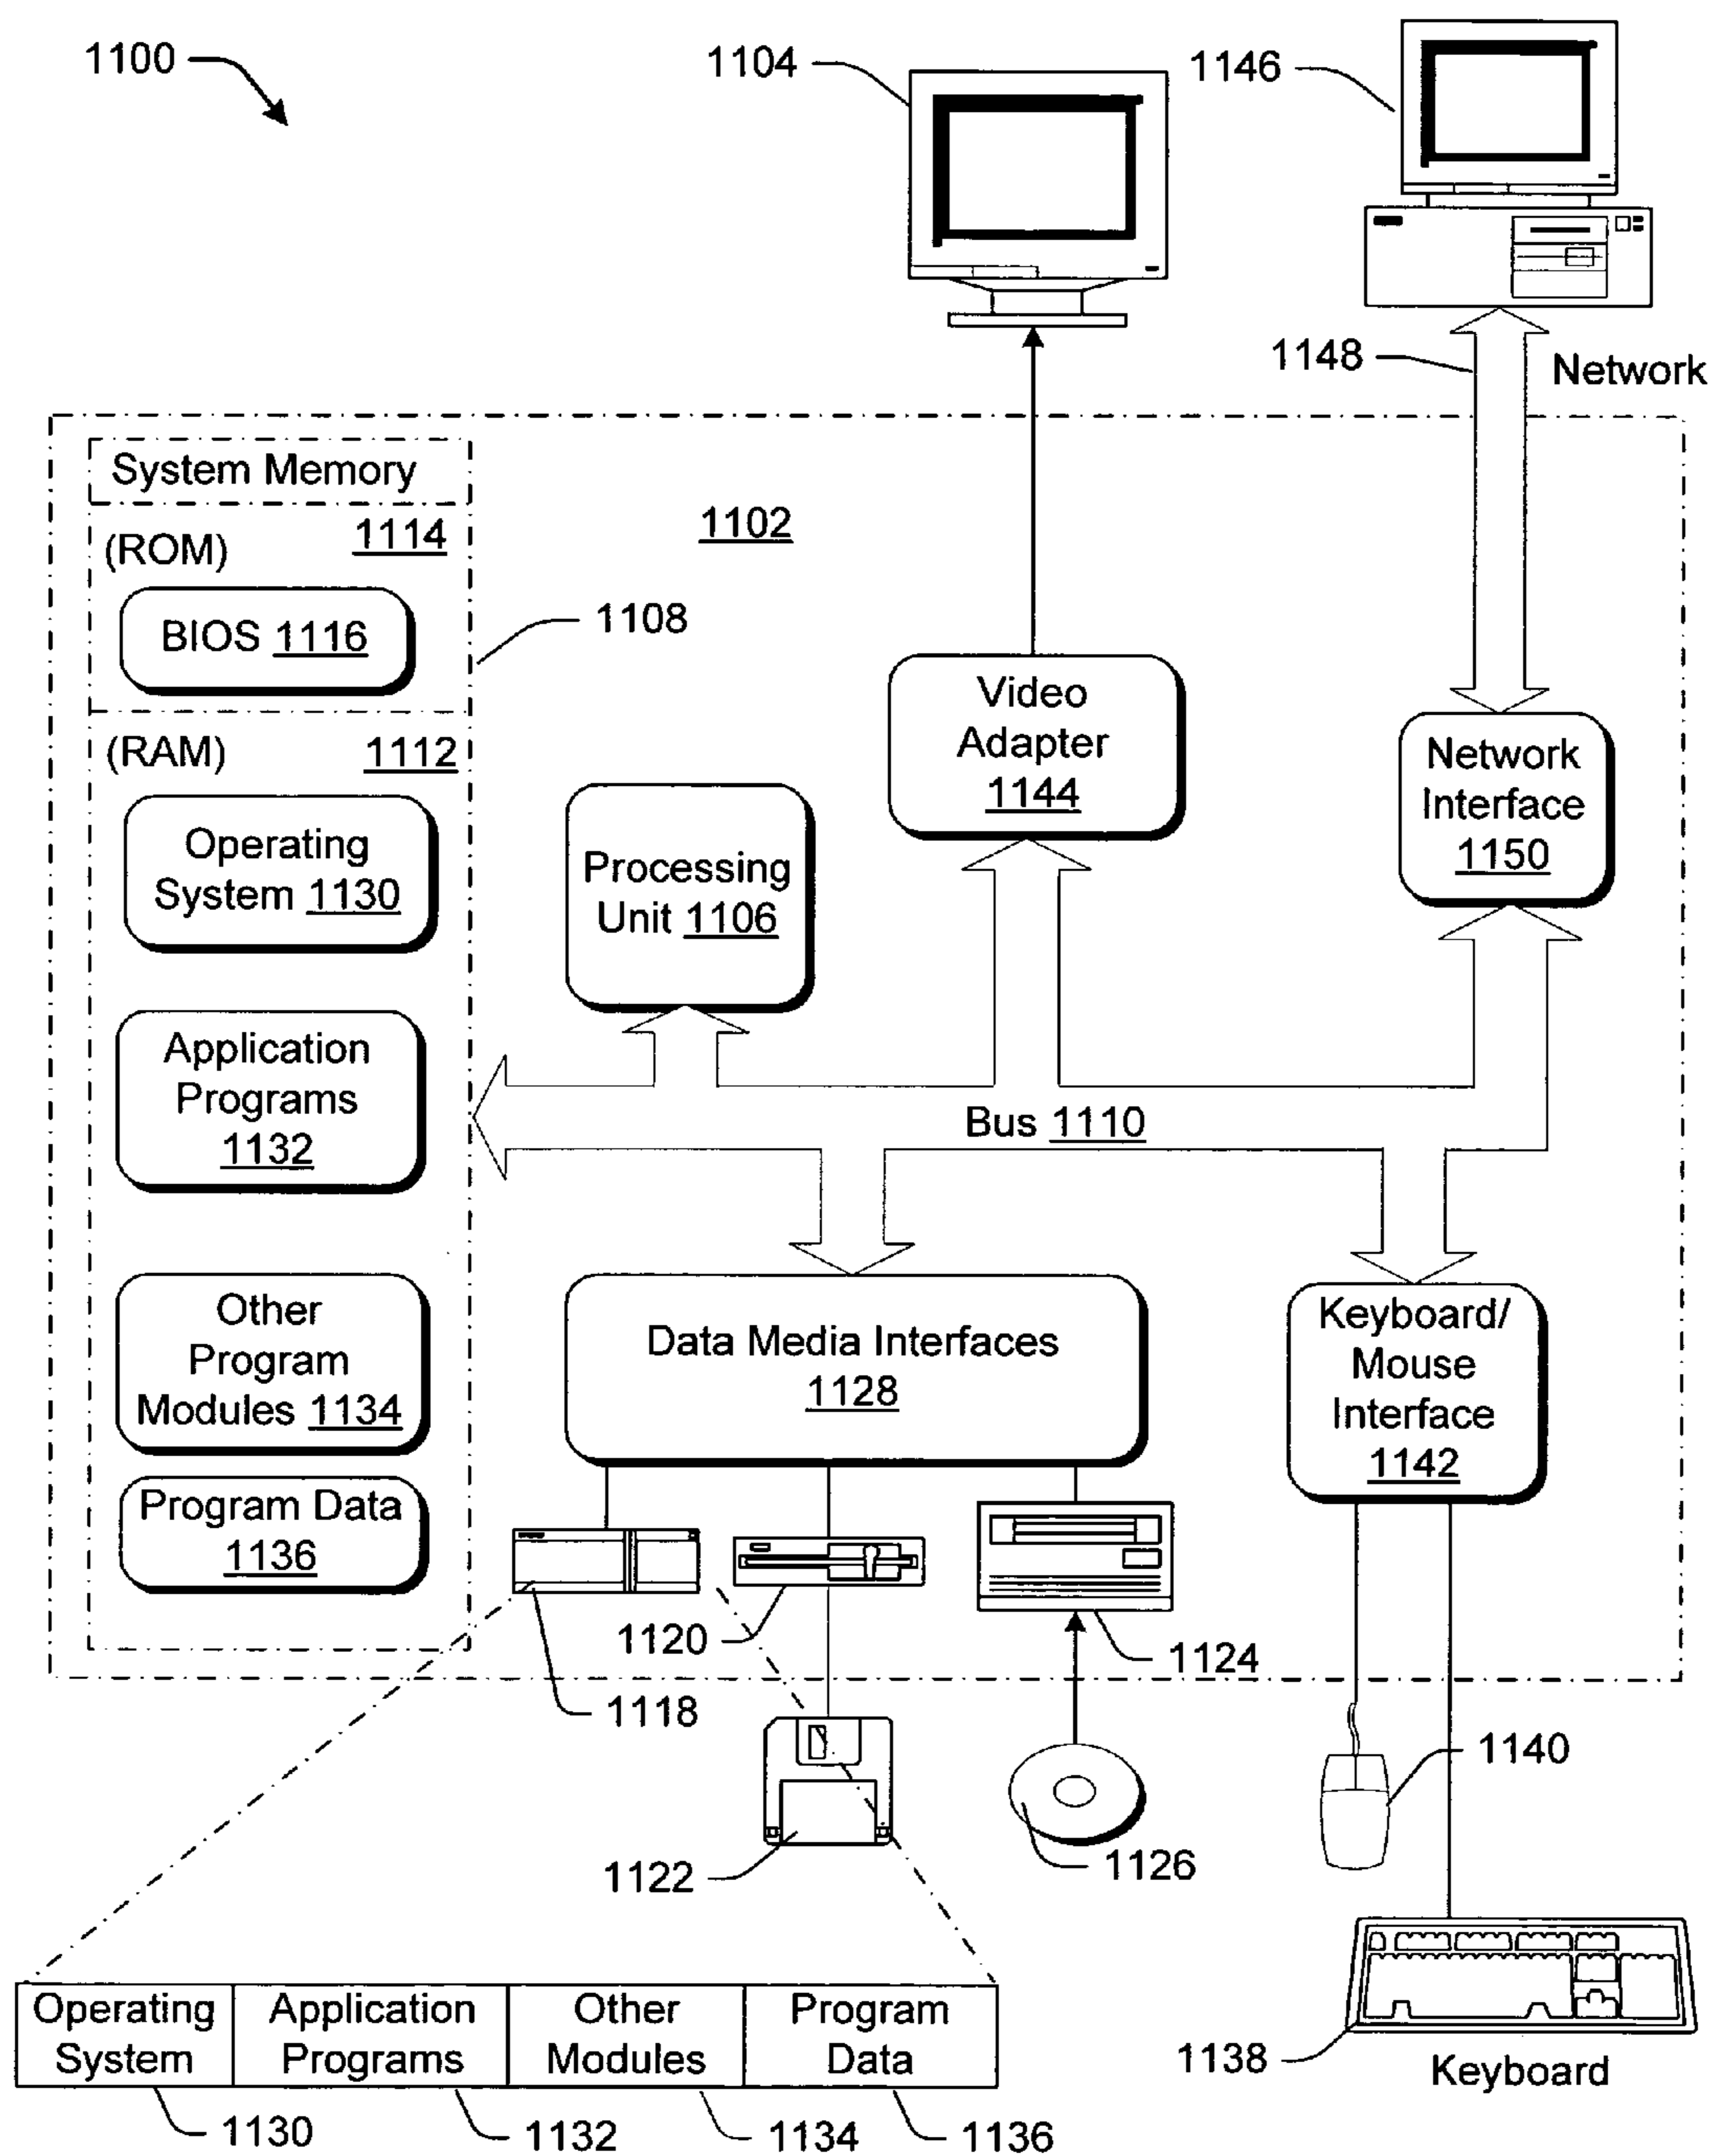 1100
1104
1146
1148
Network
System Memory
(ROM)
1114
BIOS 1116
1108
1102
(RAM)
1112
Operating
System 1130
Application
Programs
1132
Other
Program
Modules 1134
Program Data
1136
Processing
Unit 1106
Video
Adapter
1144
Network
Interface
1150
Bus 1110
Data Media Interfaces
1128
Keyboard/
Mouse
Interface
1142
1120
1124
1118
1140
1122
1126
1138
Keyboard
Operating
System
Application
Programs
Other
Modules
Program
Data
1130
1132
1134
1136